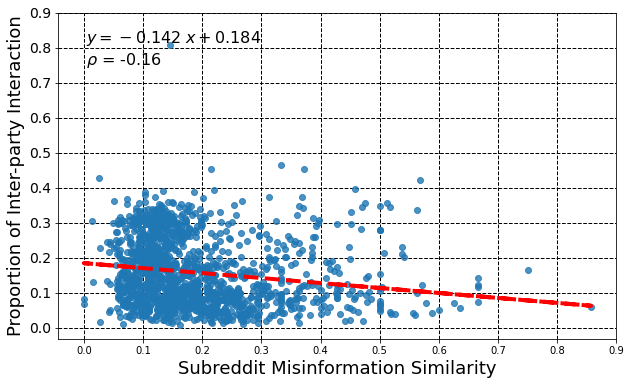 0.9
0.8
0.7
0.6
0.5
0.4
0.3
0.2
0.1
0.0
Proportion of Inter-party Interaction
y = − 0.142 x + 0.184
ρ = -0.16
0.0 0.1 0.2 0.3 0.4 0.5 0.6 0.7 0.8 0.9
Subreddit Misinformation Similarity